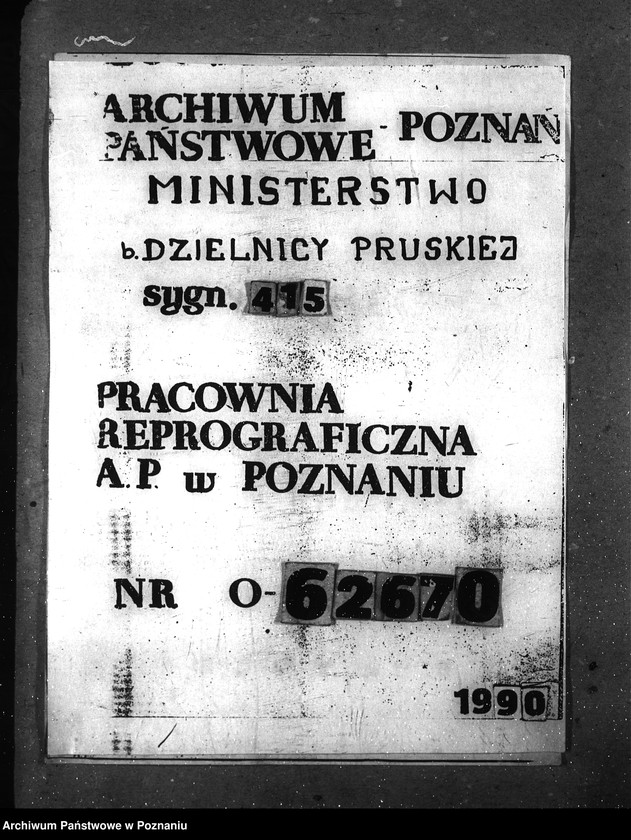 ARCHIWUM
PAŃSTWOWE - POZNAŃ
MINISTERSTWO
b. DZIELNICY PRUSKIEJ
sygn. 415
PRACOWNIA
REPROGRAFICZNA
A.P. w POZNANIU
NR O-62670
1990
Archiwum Państwowe w Poznaniu